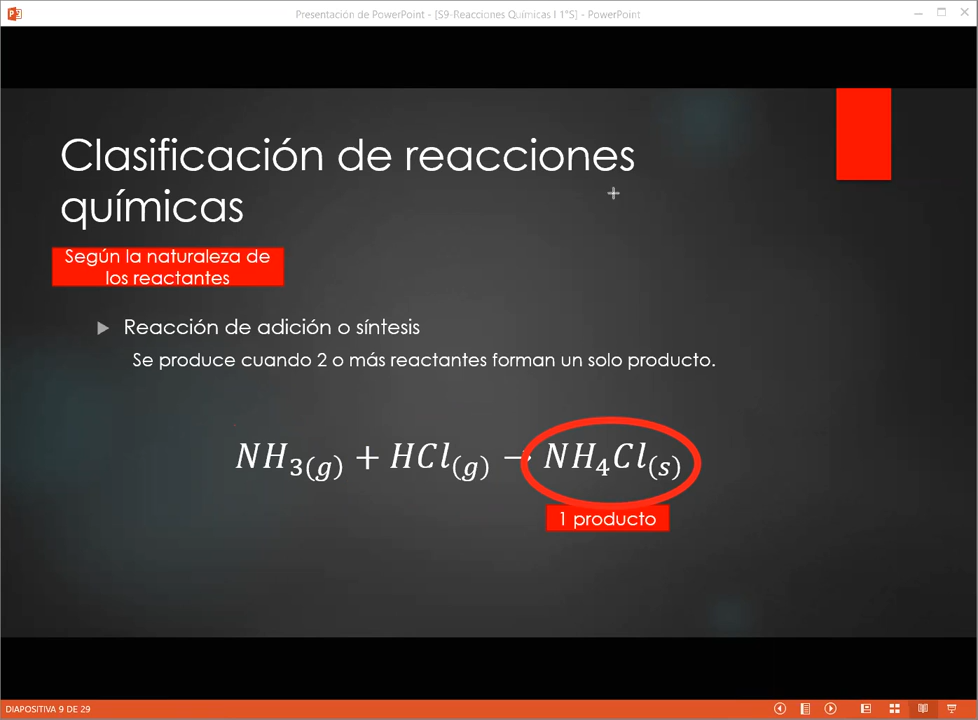 Presentación de PowerPoint - [S9-Reacciones Químicas I 1°S] - PowerPoint
Clasificación de reacciones
químicas
Según la naturaleza de
los reactantes
Reacción de adición o síntesis
Se produce cuando 2 o más reactantes forman un solo producto.
NH₃(g) + HCl(g) → NH₄Cl(s)
1 producto
DIAPOSITIVA 9 DE 29